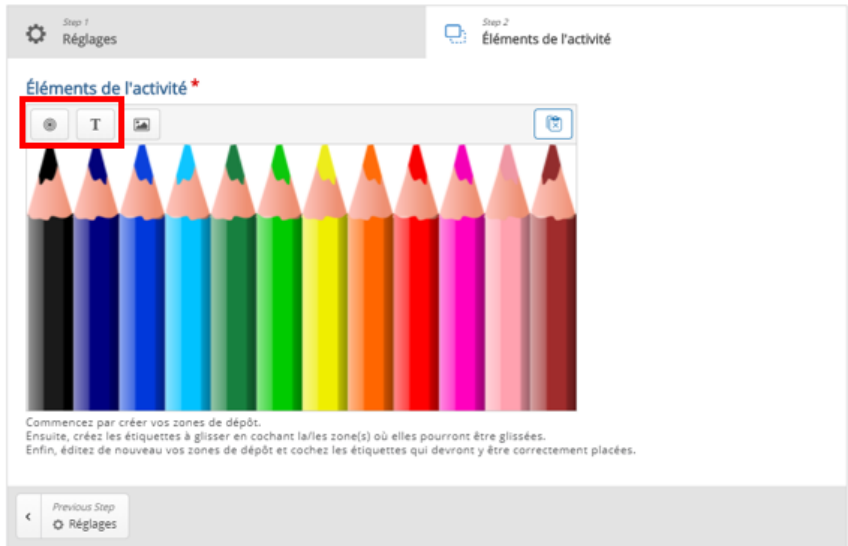 Step 1
Réglages
Step 2
Éléments de l'activité
Éléments de l'activité *
T
Commencez par créer vos zones de dépôt.
Ensuite, créez les étiquettes à glisser en cochant la/les zone(s) où elles pourront être glissées.
Enfin, éditez de nouveau vos zones de dépôt et cochez les étiquettes qui devront y être correctement placées.
Previous Step
Réglages